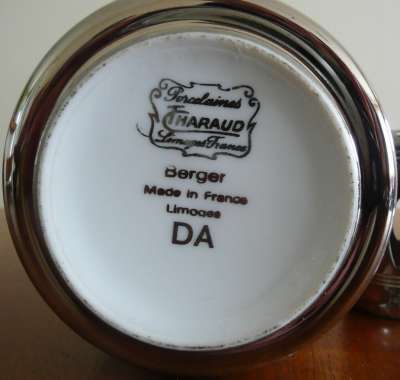 Porcelaines
THARAUD
Limoges France
Berger
Made in France
Limoges
DA